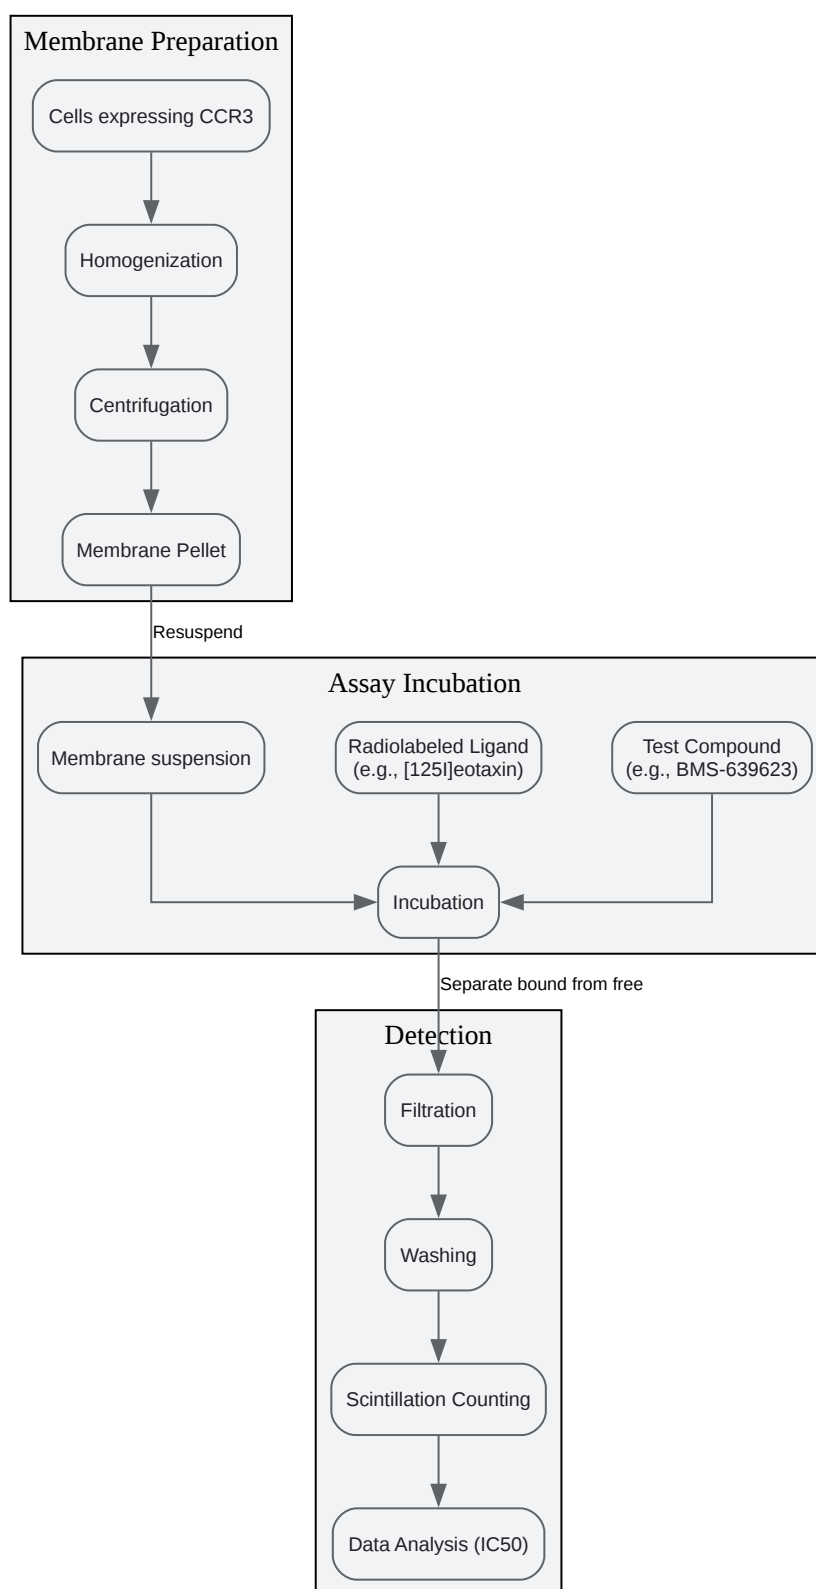 Membrane Preparation
Cells expressing CCR3
Homogenization
Centrifugation
Membrane Pellet
Resuspend
Assay Incubation
Membrane suspension
Radiolabeled Ligand
(e.g., [125I]eotaxin)
Test Compound
(e.g., BMS-639623)
Incubation
Separate bound from free
Detection
Filtration
Washing
Scintillation Counting
Data Analysis (IC50)